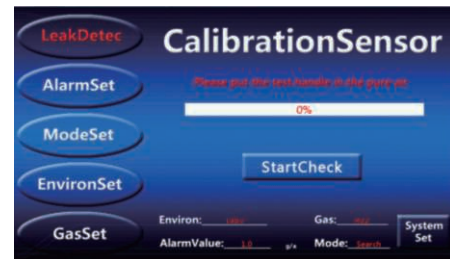 LeakDetec
CalibrationSensor
AlarmSet
Please put the test handle in the pure air
0%
ModeSet
StartCheck
EnvironSet
GasSet
Environ:
Gas:
AlarmValue: 1.0
Mode: Search
System
Set